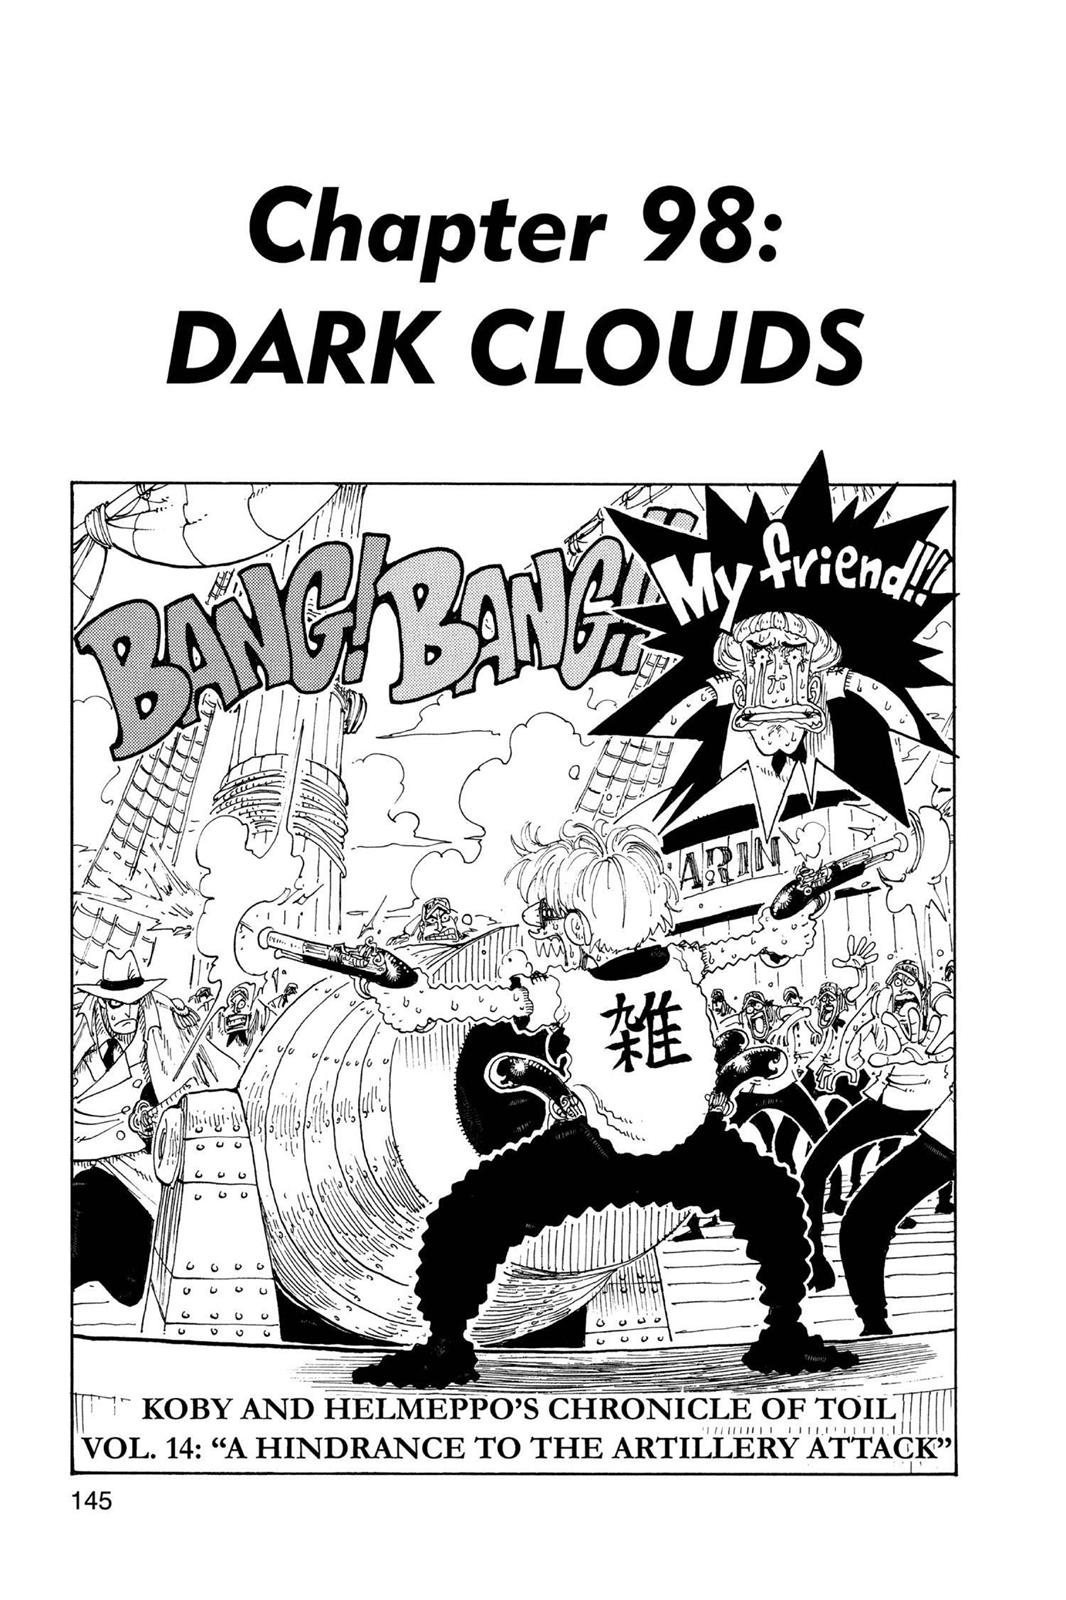 Chapter 98:
DARK CLOUDS
BANG! BANG!!
My friend!!!
ARIN
雑
KOBY AND HELMEPPO'S CHRONICLE OF TOIL
VOL. 14: “A HINDRANCE TO THE ARTILLERY ATTACK”
145